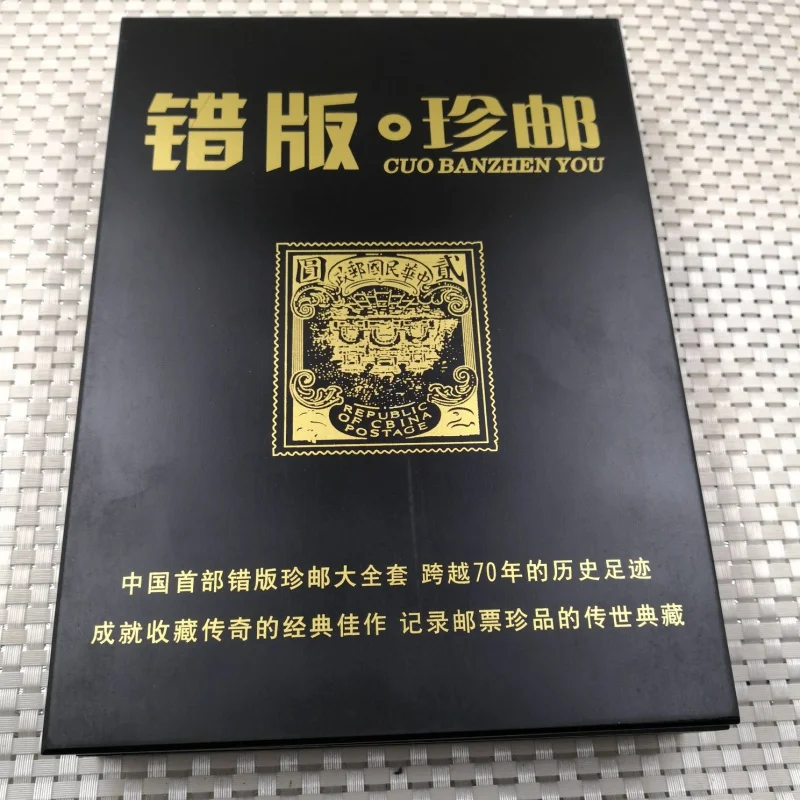 错版·珍邮
CUO BANZHEN YOU
圓 中華民國郵政 貳
REPUBLIC
OF CBINA
POSTAGE
中国首部错版珍邮大全套 跨越70年的历史足迹
成就收藏传奇的经典佳作 记录邮票珍品的传世典藏